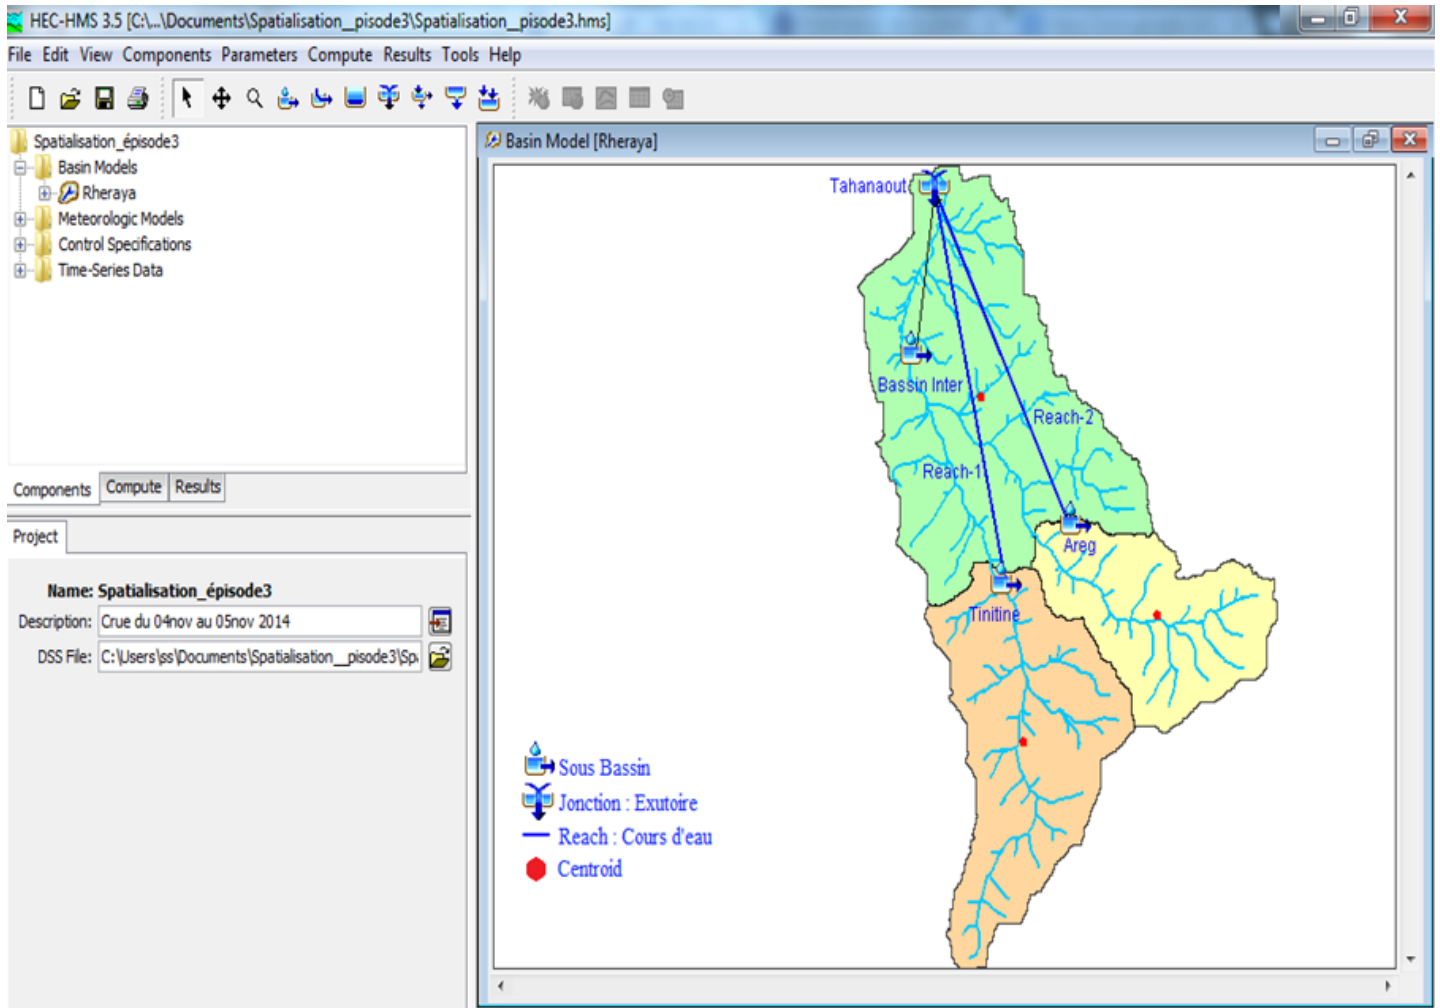 HEC-HMS 3.5 [C:\...\Documents\Spatialisation__pisode3\Spatialisation__pisode3.hms]
File Edit View Components Parameters Compute Results Tools Help
Spatialisation_épisode3
Basin Models
Rheraya
Meteorologic Models
Control Specifications
Time-Series Data
Components Compute Results
Project
Name: Spatialisation_épisode3
Description: Crue du 04nov au 05nov 2014
DSS File: C:\Users\ss\Documents\Spatialisation__pisode3\Sp
Basin Model [Rheraya]
Tahanaout
Bassin Inter
Reach-2
Reach-1
Areg
Tinitine
Sous Bassin
Jonction : Exutoire
Reach : Cours d'eau
Centroid